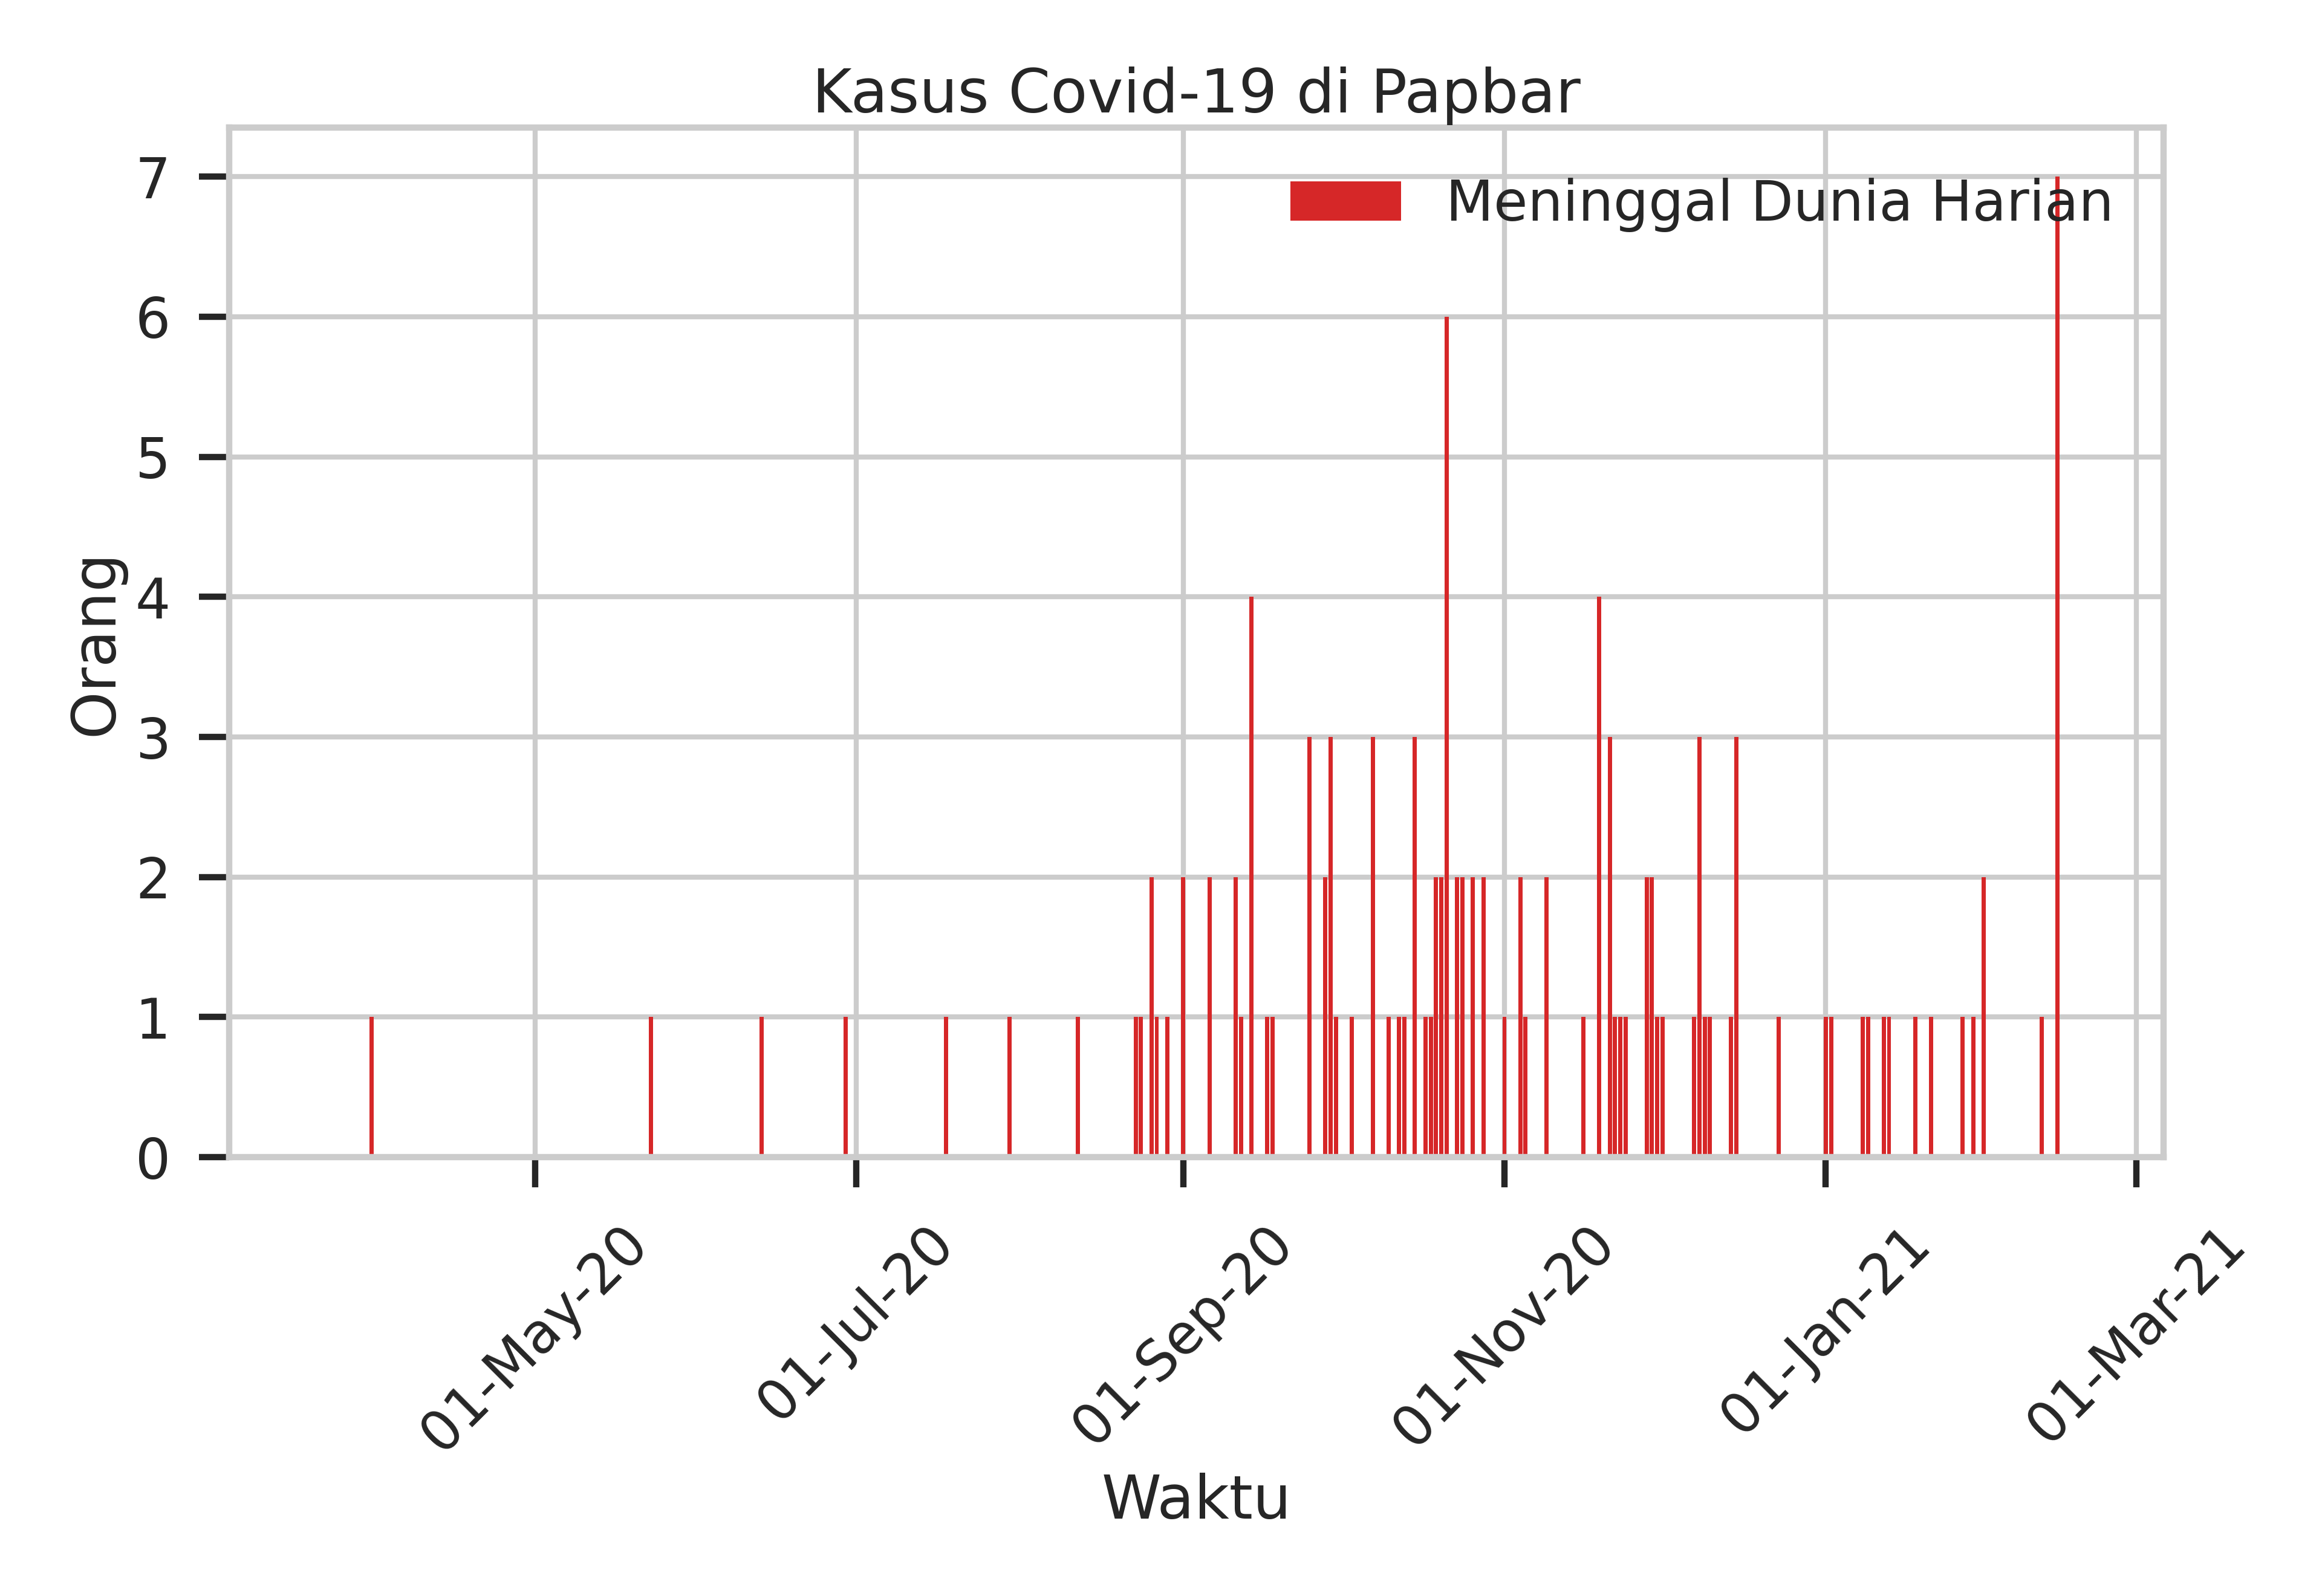 Kasus Covid-19 di Papbar
Meninggal Dunia Harian
7
6
5
4
3
2
1
0
Orang
01-May-20
01-Jul-20
01-Sep-20
01-Nov-20
01-Jan-21
01-Mar-21
Waktu